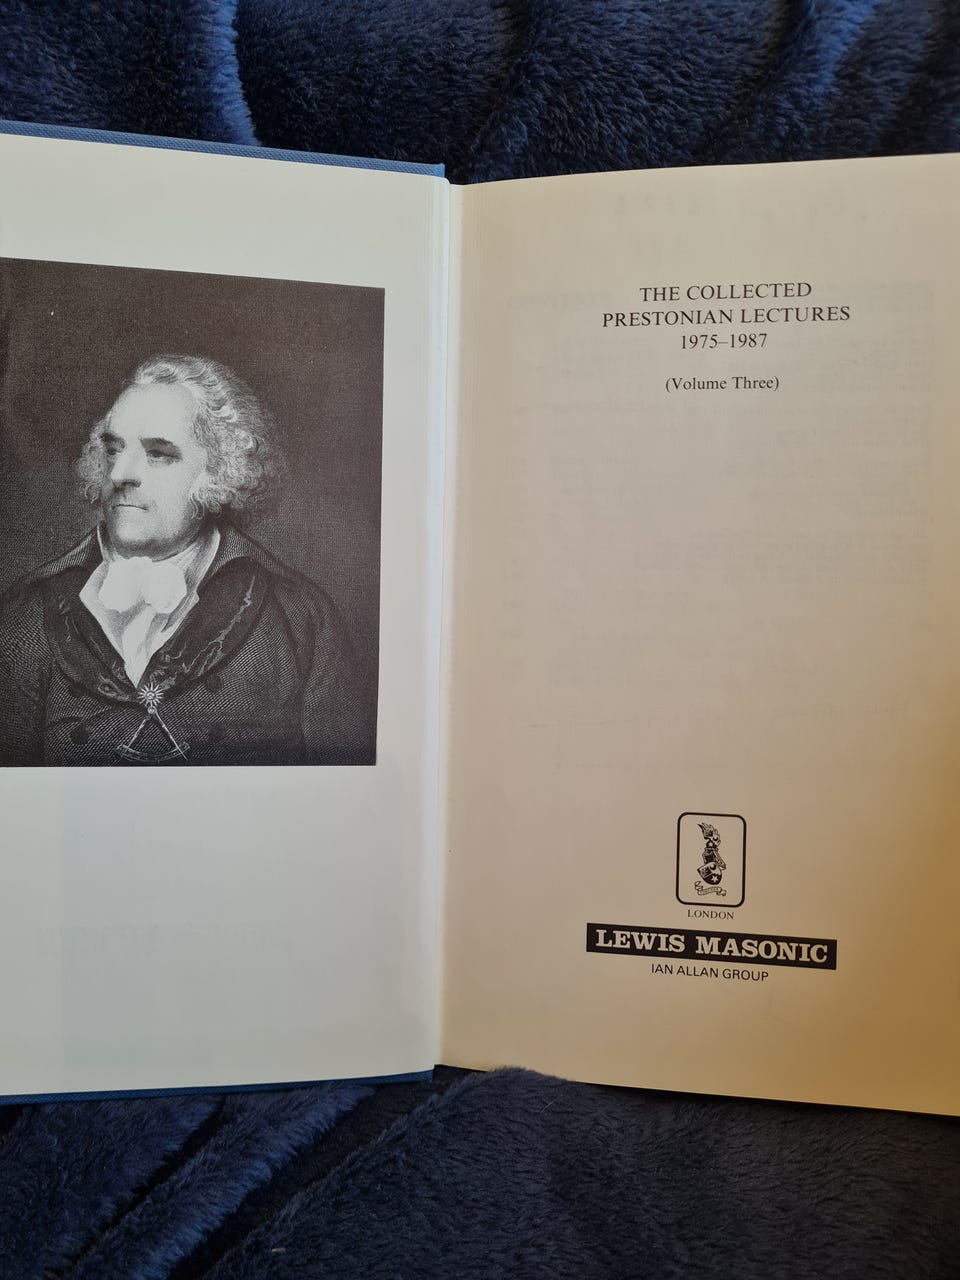 THE COLLECTED
PRESTONIAN LECTURES
1975–1987
(Volume Three)
LONDON
LEWIS MASONIC
IAN ALLAN GROUP